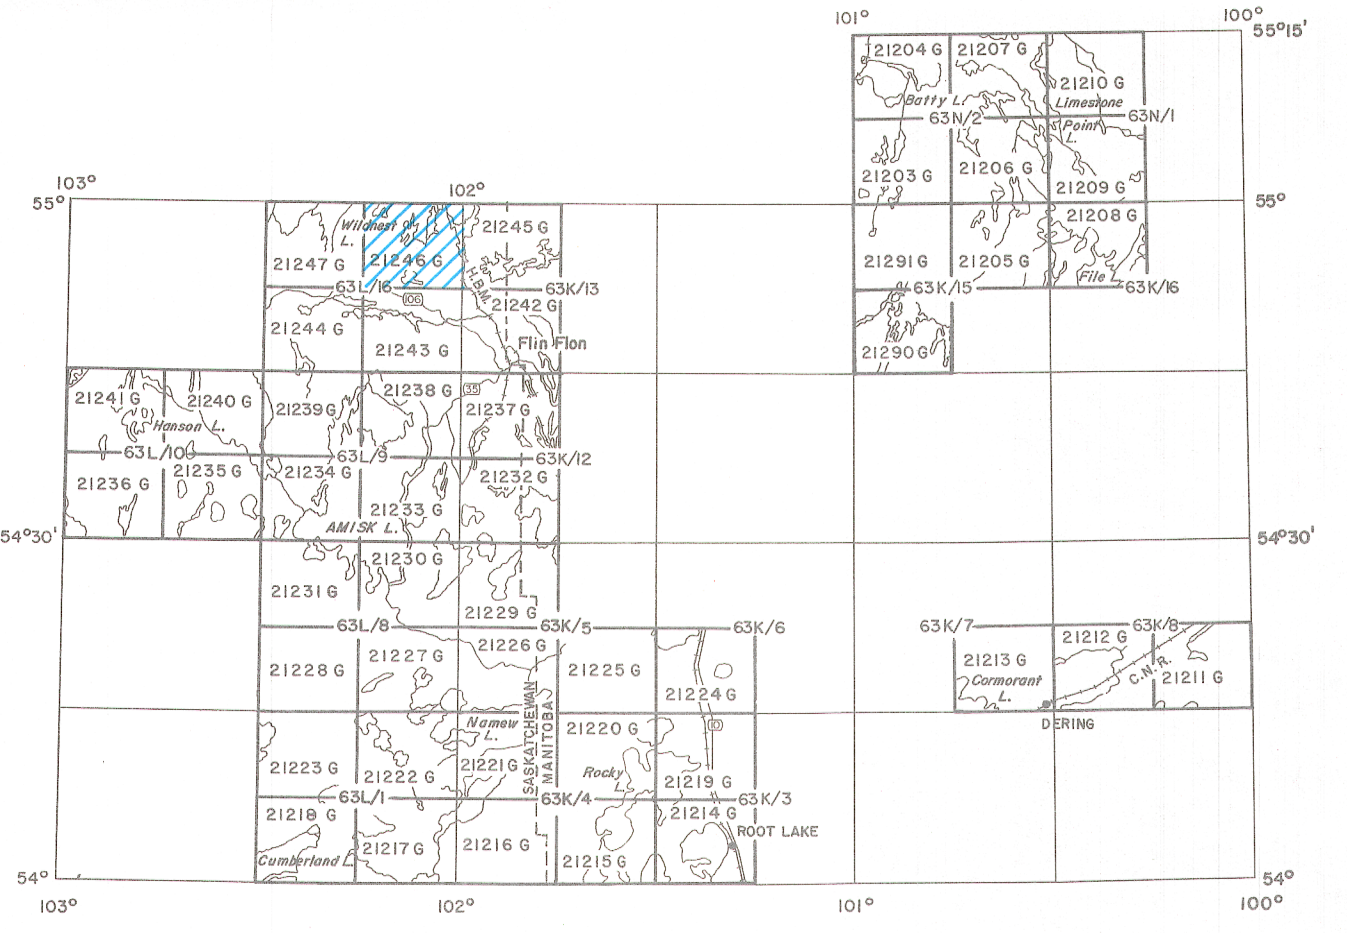 101° 100°
55°15'
21204 G 21207 G
21210 G
Batty L. Limestone
63N/2 63N/1
Point
L.
103° 102° 21203 G 21206 G 21209 G
55° 55°
Wildnest 21245 G 21208 G
L.
21247 G 21246 G 21291 G 21205 G File
63L/16 63K/13 63K/15 63K/16
H.B.M.
106 21242 G
21244 G 21243 G Flin Flon 21290 G
21241 G 21240 G 21239 G 21238 G 35 21237 G
Hanson L.
63L/10 63L/9 63K/12
21236 G 21235 G 21234 G 21232 G
21233 G
AMISK L.
54°30' 54°30'
21230 G
21231 G 21229 G
63L/8 63K/5 63K/6 63K/7 63K/8
21226 G 21212 G
21228 G 21227 G 21225 G 21213 G C.N.R. 21211 G
Cormorant
L.
21224 G
SASKATCHEWAN
MANITOBA
Namew
L.
21220 G 10 DERING
21223 G 21222 G 21221 G Rocky
L.
21219 G
63L/1 63K/4 63K/3
21218 G 21214 G
ROOT LAKE
Cumberland L. 21217 G 21216 G 21215 G
54° 54°
103° 102° 101° 100°